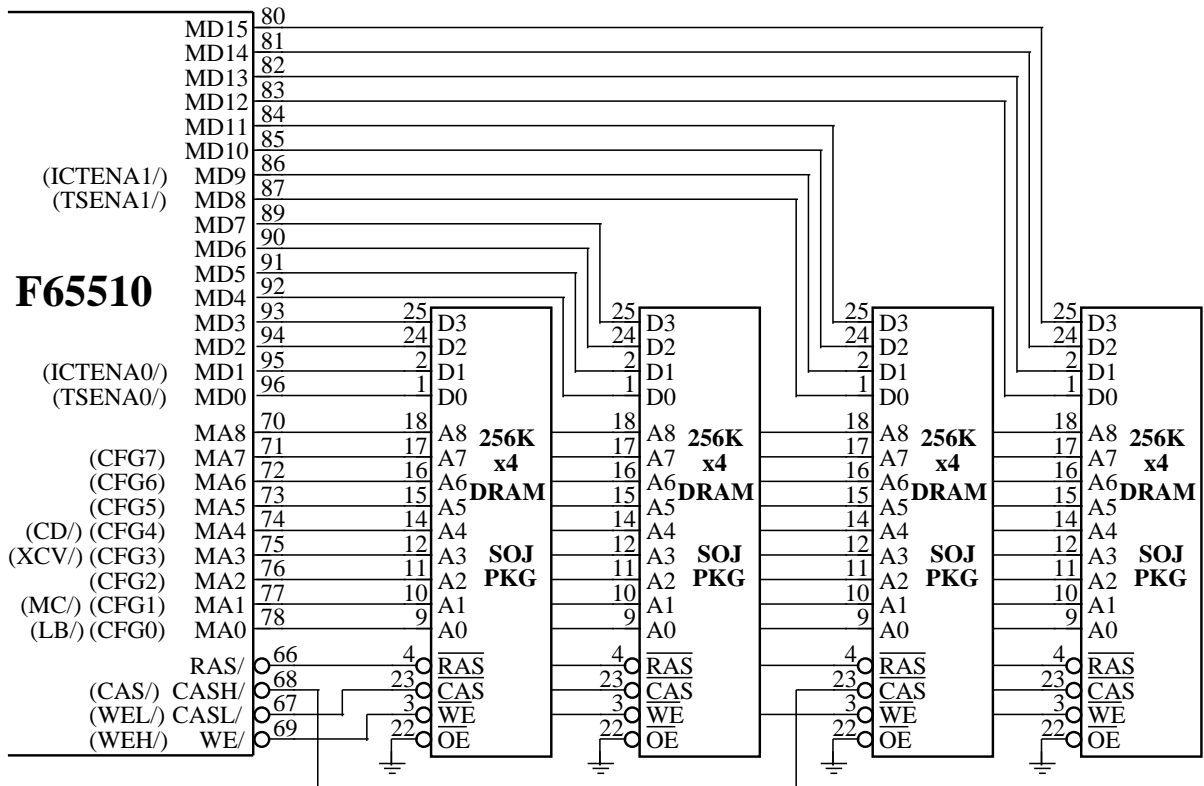 MD15 80
MD14 81
MD13 82
MD12 83
MD11 84
MD10 85
(ICTENA1/) MD9 86
(TSENA1/) MD8 87
MD7 89
MD6 90
F65510
MD5 91
MD4 92
MD3 93 25 D3 25 D3 25 D3 25 D3
MD2 94 24 D2 24 D2 24 D2 24 D2
(ICTENA0/) MD1 95 2 D1 2 D1 2 D1 2 D1
(TSENA0/) MD0 96 1 D0 1 D0 1 D0 1 D0
MA8 70 18 A8 256K 18 A8 256K 18 A8 256K 18 A8 256K
(CFG7) MA7 71 17 A7 x4 17 A7 x4 17 A7 x4 17 A7 x4
(CFG6) MA6 72 16 A6 DRAM 16 A6 DRAM 16 A6 DRAM 16 A6 DRAM
(CFG5) MA5 73 15 A5 15 A5 15 A5 15 A5
(CD/) (CFG4) MA4 74 14 A4 14 A4 14 A4 14 A4
(XCV/) (CFG3) MA3 75 12 A3 SOJ 12 A3 SOJ 12 A3 SOJ 12 A3 SOJ
(CFG2) MA2 76 11 A2 PKG 11 A2 PKG 11 A2 PKG 11 A2 PKG
(MC/) (CFG1) MA1 77 10 A1 10 A1 10 A1 10 A1
(LB/) (CFG0) MA0 78 9 A0 9 A0 9 A0 9 A0
RAS/ 66 4 RAS 4 RAS 4 RAS 4 RAS
(CAS/) CASH/ 68 23 CAS 23 CAS 23 CAS 23 CAS
(WEL/) CASL/ 67 3 WE 3 WE 3 WE 3 WE
(WEH/) WE/ 69 22 OE 22 OE 22 OE 22 OE